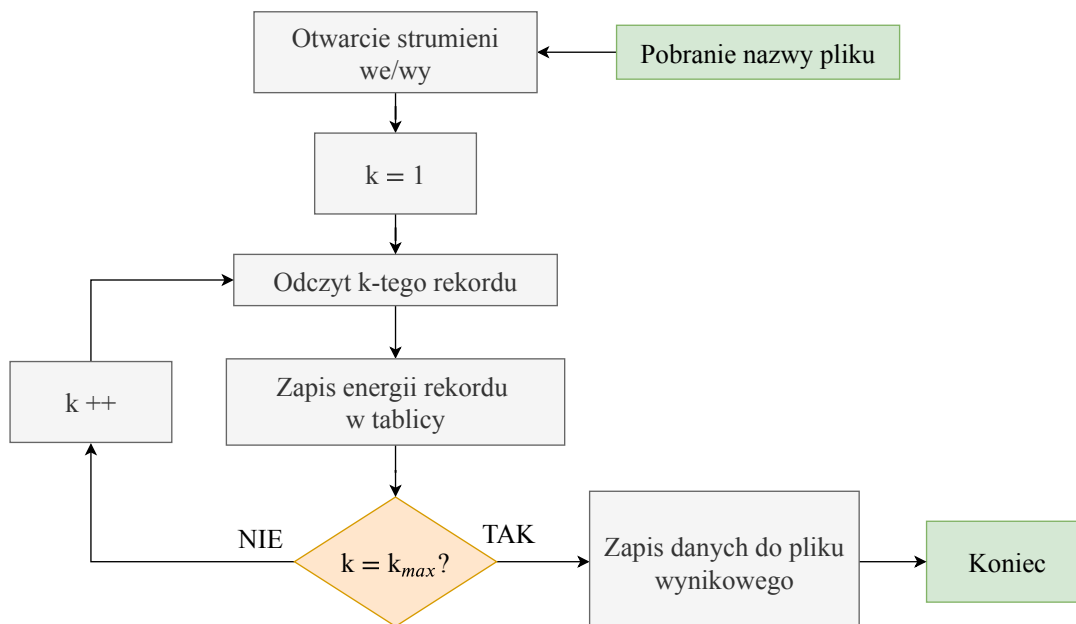 Otwarcie strumieni
we/wy
Pobranie nazwy pliku
k = 1
Odczyt k-tego rekordu
Zapis energii rekordu
w tablicy
k ++
NIE
k = k_max?
TAK
Zapis danych do pliku
wynikowego
Koniec